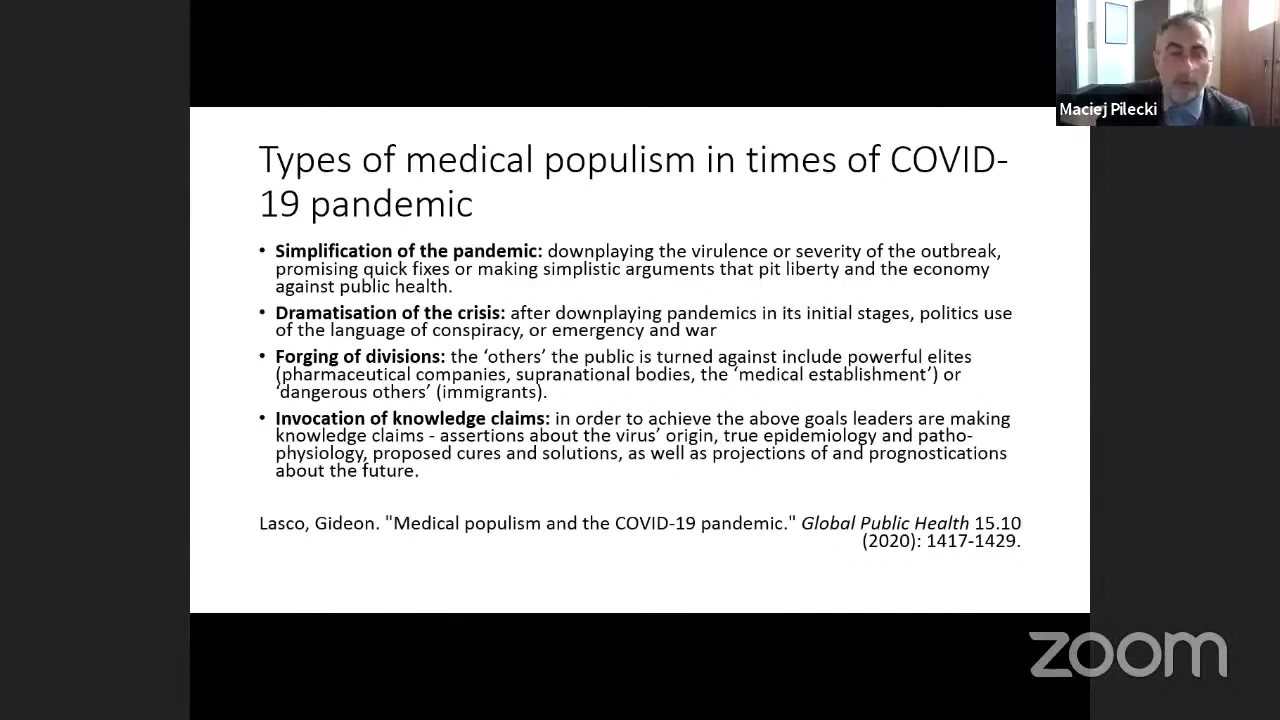 Maciej Pilecki
Types of medical populism in times of COVID-
19 pandemic
• Simplification of the pandemic: downplaying the virulence or severity of the outbreak,
promising quick fixes or making simplistic arguments that pit liberty and the economy
against public health.
• Dramatisation of the crisis: after downplaying pandemics in its initial stages, politics use
of the language of conspiracy, or emergency and war
• Forging of divisions: the ‘others’ the public is turned against include powerful elites
(pharmaceutical companies, supranational bodies, the ‘medical establishment’) or
‘dangerous others’ (immigrants).
• Invocation of knowledge claims: in order to achieve the above goals leaders are making
knowledge claims - assertions about the virus’ origin, true epidemiology and patho-
physiology, proposed cures and solutions, as well as projections of and prognostications
about the future.
Lasco, Gideon. "Medical populism and the COVID-19 pandemic." Global Public Health 15.10
(2020): 1417-1429.
zoom